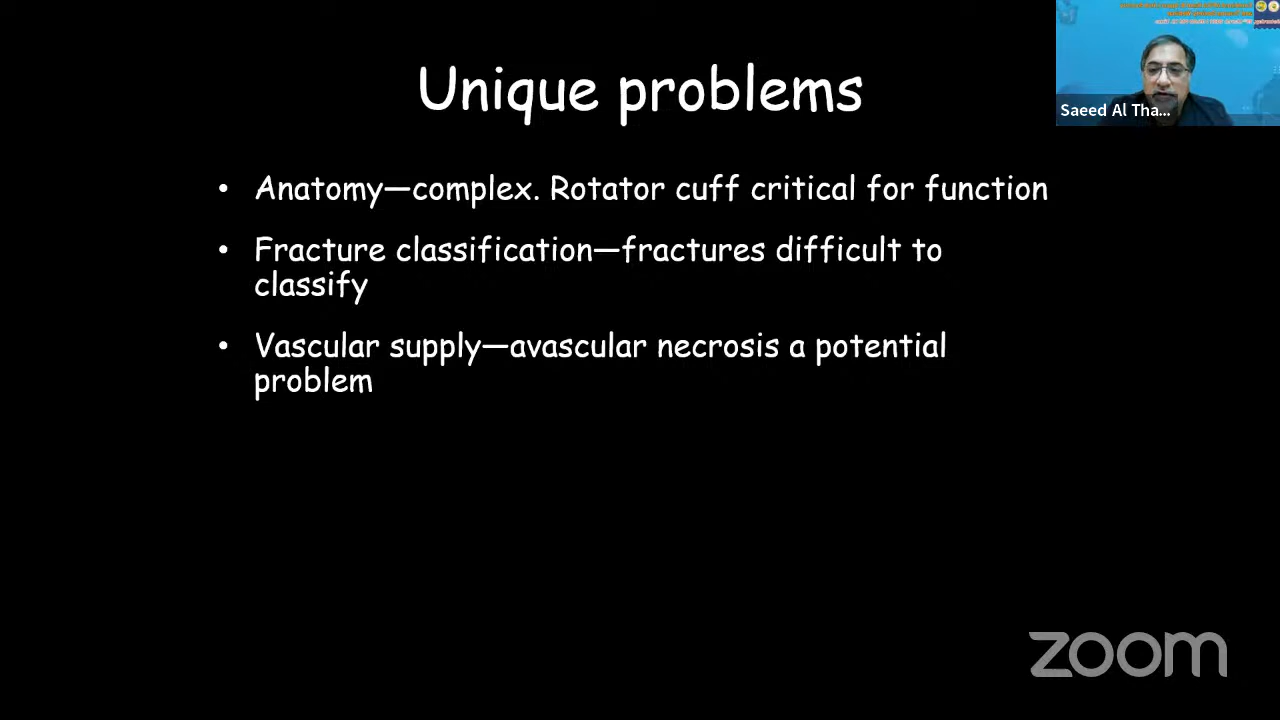 Unique problems
Saeed Al Tha...
• Anatomy—complex. Rotator cuff critical for function
• Fracture classification—fractures difficult to
classify
• Vascular supply—avascular necrosis a potential
problem
zoom